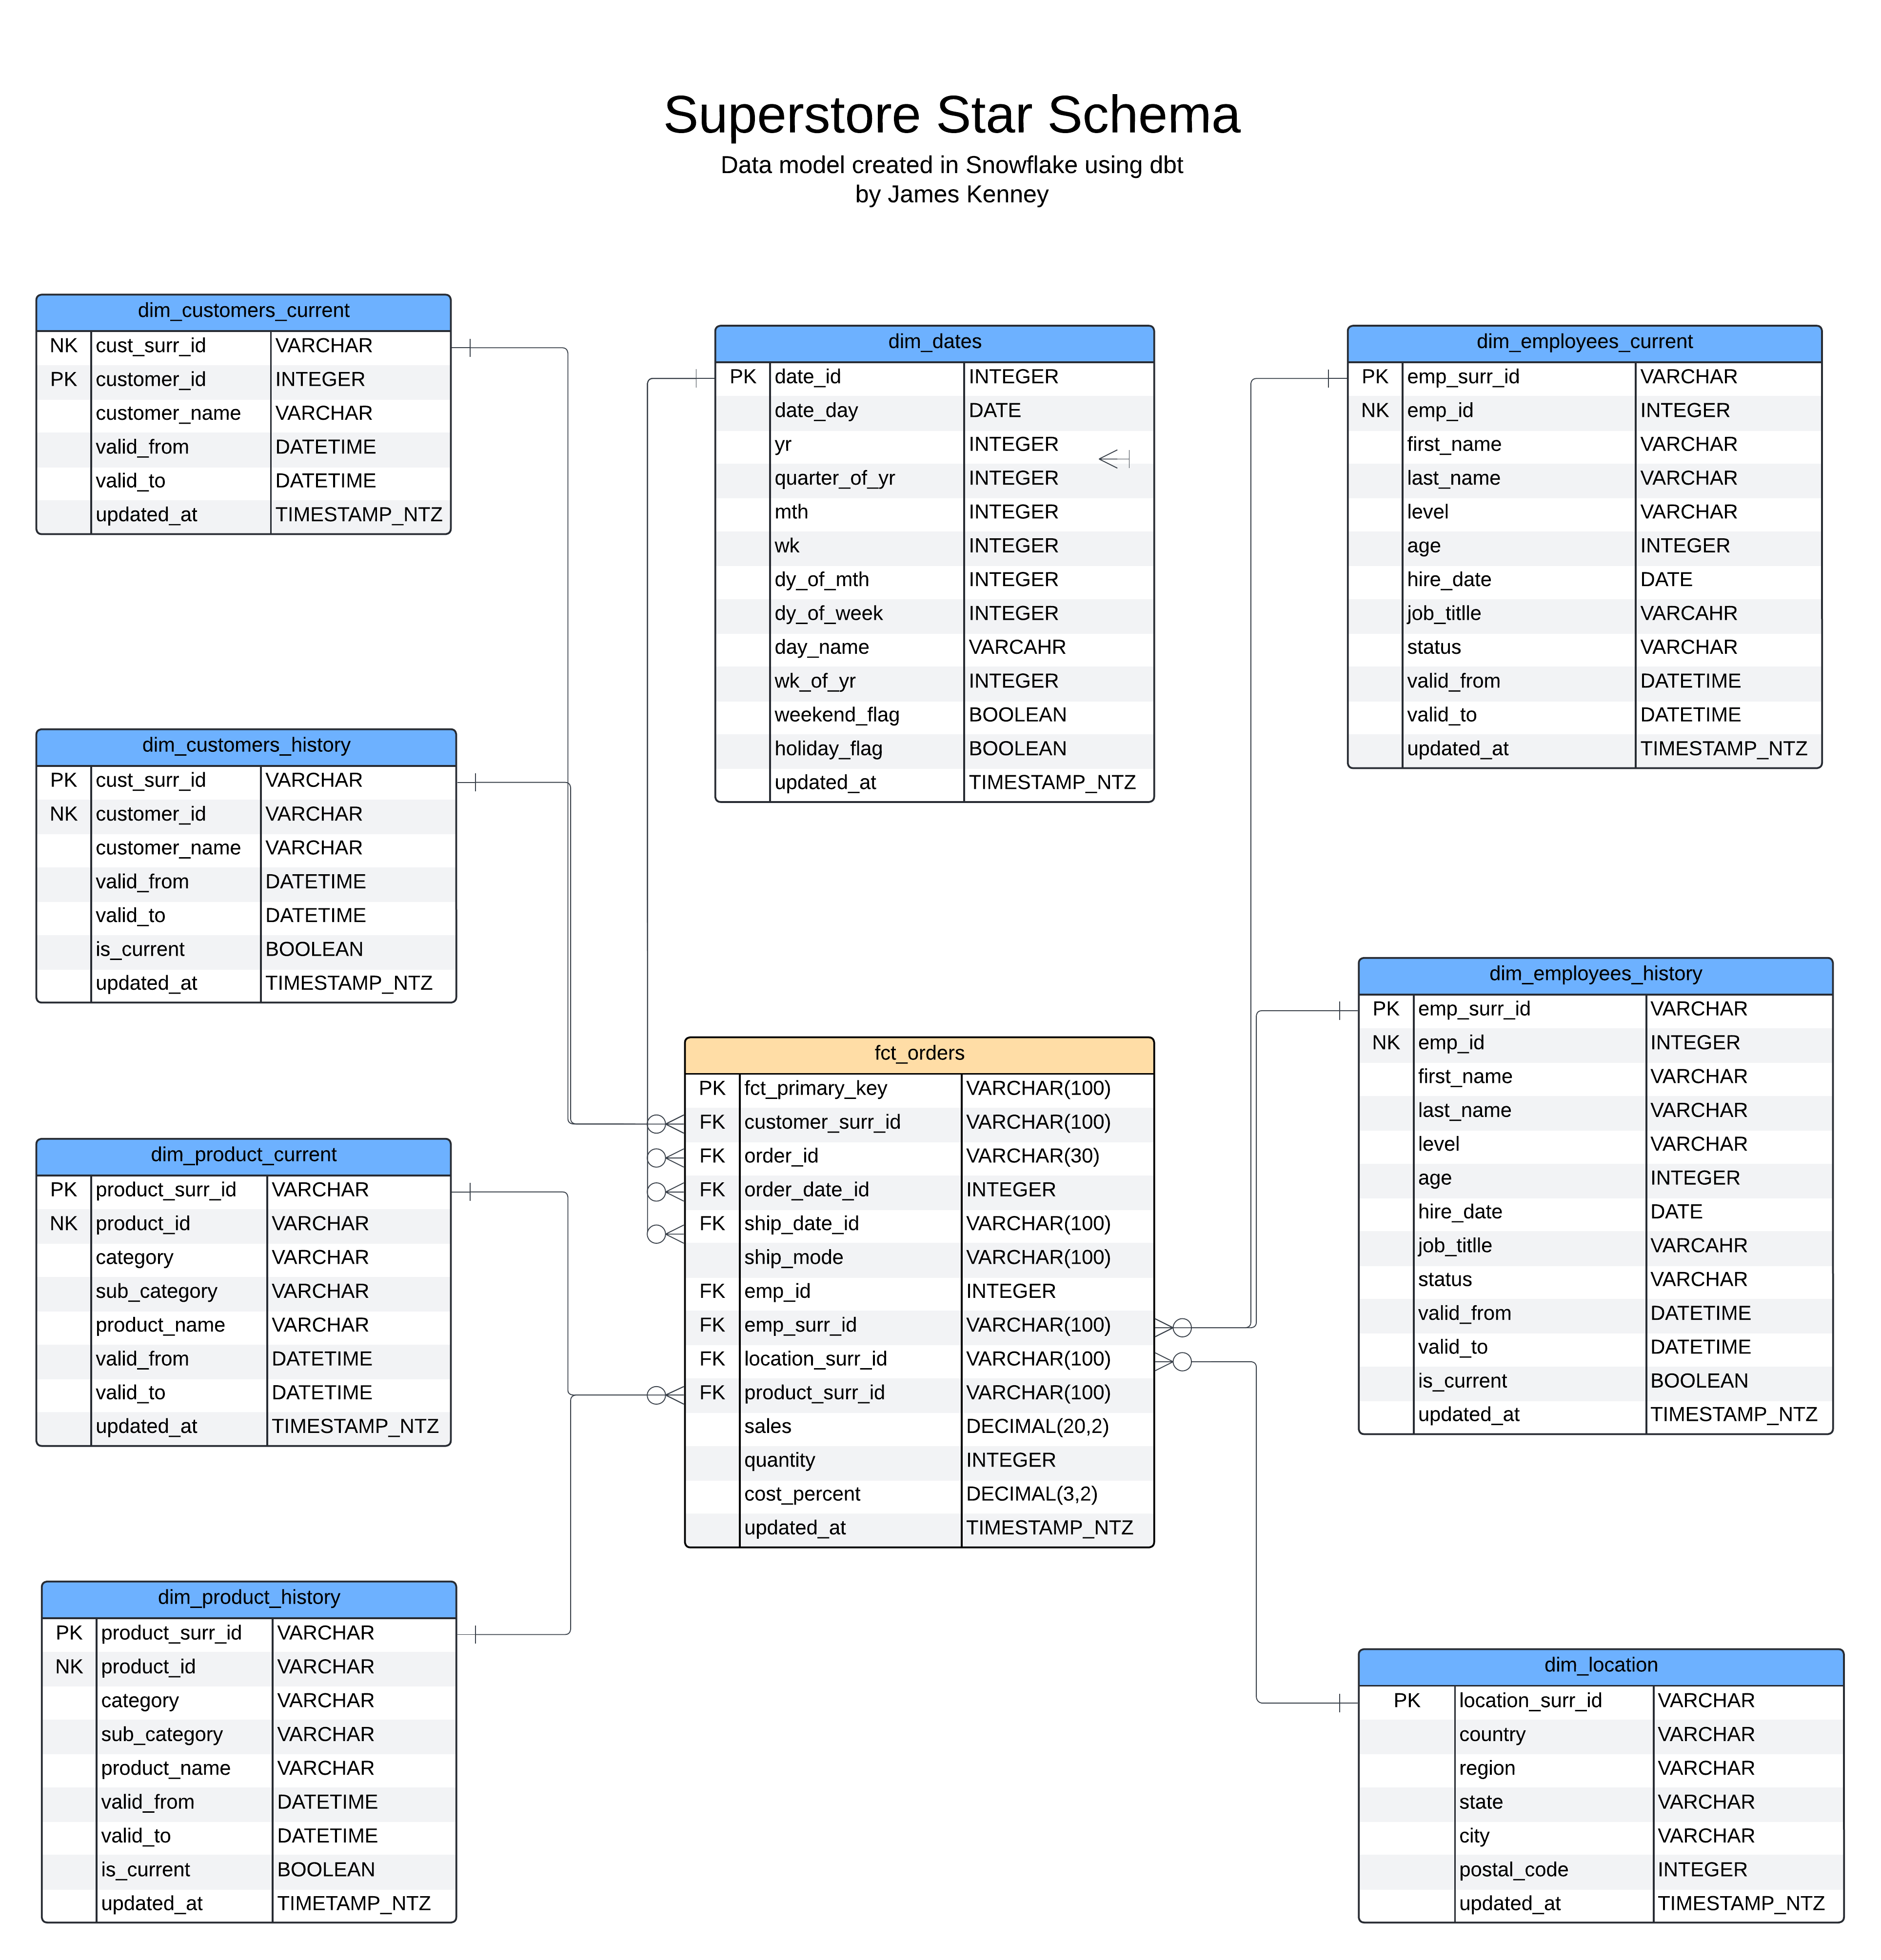 Superstore Star Schema
Data model created in Snowflake using dbt
by James Kenney
dim_customers_current
NK cust_surr_id VARCHAR
PK customer_id INTEGER
customer_name VARCHAR
valid_from DATETIME
valid_to DATETIME
updated_at TIMESTAMP_NTZ
dim_dates
PK date_id INTEGER
date_day DATE
yr INTEGER
quarter_of_yr INTEGER
mth INTEGER
wk INTEGER
dy_of_mth INTEGER
dy_of_week INTEGER
day_name VARCAHR
wk_of_yr INTEGER
weekend_flag BOOLEAN
holiday_flag BOOLEAN
updated_at TIMESTAMP_NTZ
dim_employees_current
PK emp_surr_id VARCHAR
NK emp_id INTEGER
first_name VARCHAR
last_name VARCHAR
level VARCHAR
age INTEGER
hire_date DATE
job_titlle VARCAHR
status VARCHAR
valid_from DATETIME
valid_to DATETIME
updated_at TIMESTAMP_NTZ
dim_customers_history
PK cust_surr_id VARCHAR
NK customer_id VARCHAR
customer_name VARCHAR
valid_from DATETIME
valid_to DATETIME
is_current BOOLEAN
updated_at TIMESTAMP_NTZ
fct_orders
PK fct_primary_key VARCHAR(100)
FK customer_surr_id VARCHAR(100)
FK order_id VARCHAR(30)
FK order_date_id INTEGER
FK ship_date_id VARCHAR(100)
ship_mode VARCHAR(100)
FK emp_id INTEGER
FK emp_surr_id VARCHAR(100)
FK location_surr_id VARCHAR(100)
FK product_surr_id VARCHAR(100)
sales DECIMAL(20,2)
quantity INTEGER
cost_percent DECIMAL(3,2)
updated_at TIMESTAMP_NTZ
dim_employees_history
PK emp_surr_id VARCHAR
NK emp_id INTEGER
first_name VARCHAR
last_name VARCHAR
level VARCHAR
age INTEGER
hire_date DATE
job_titlle VARCAHR
status VARCHAR
valid_from DATETIME
valid_to DATETIME
is_current BOOLEAN
updated_at TIMESTAMP_NTZ
dim_product_current
PK product_surr_id VARCHAR
NK product_id VARCHAR
category VARCHAR
sub_category VARCHAR
product_name VARCHAR
valid_from DATETIME
valid_to DATETIME
updated_at TIMESTAMP_NTZ
dim_product_history
PK product_surr_id VARCHAR
NK product_id VARCHAR
category VARCHAR
sub_category VARCHAR
product_name VARCHAR
valid_from DATETIME
valid_to DATETIME
is_current BOOLEAN
updated_at TIMETAMP_NTZ
dim_location
PK location_surr_id VARCHAR
country VARCHAR
region VARCHAR
state VARCHAR
city VARCHAR
postal_code INTEGER
updated_at TIMESTAMP_NTZ